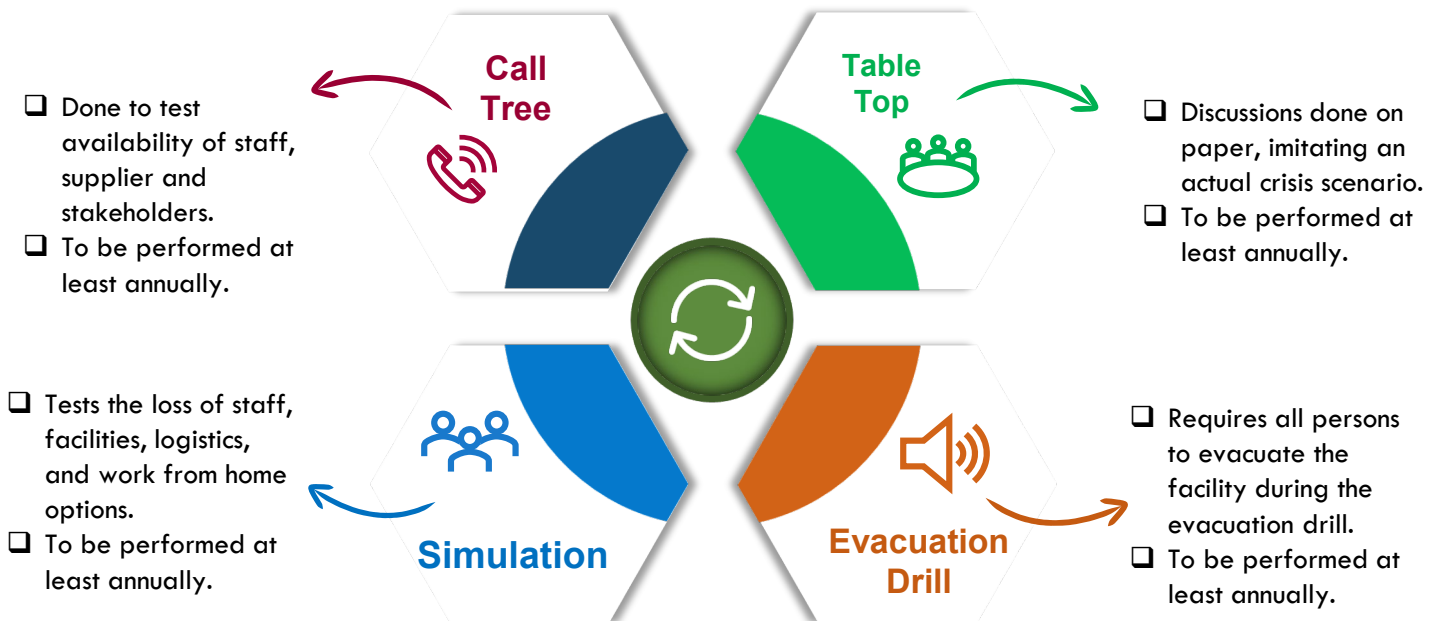 Call
Tree
❑ Done to test
availability of staff,
supplier and
stakeholders.
❑ To be performed at
least annually.
Table
Top
❑ Discussions done on
paper, imitating an
actual crisis scenario.
❑ To be performed at
least annually.
❑ Tests the loss of staff,
facilities, logistics,
and work from home
options.
❑ To be performed at
least annually.
Simulation
Evacuation
Drill
❑ Requires all persons
to evacuate the
facility during the
evacuation drill.
❑ To be performed at
least annually.